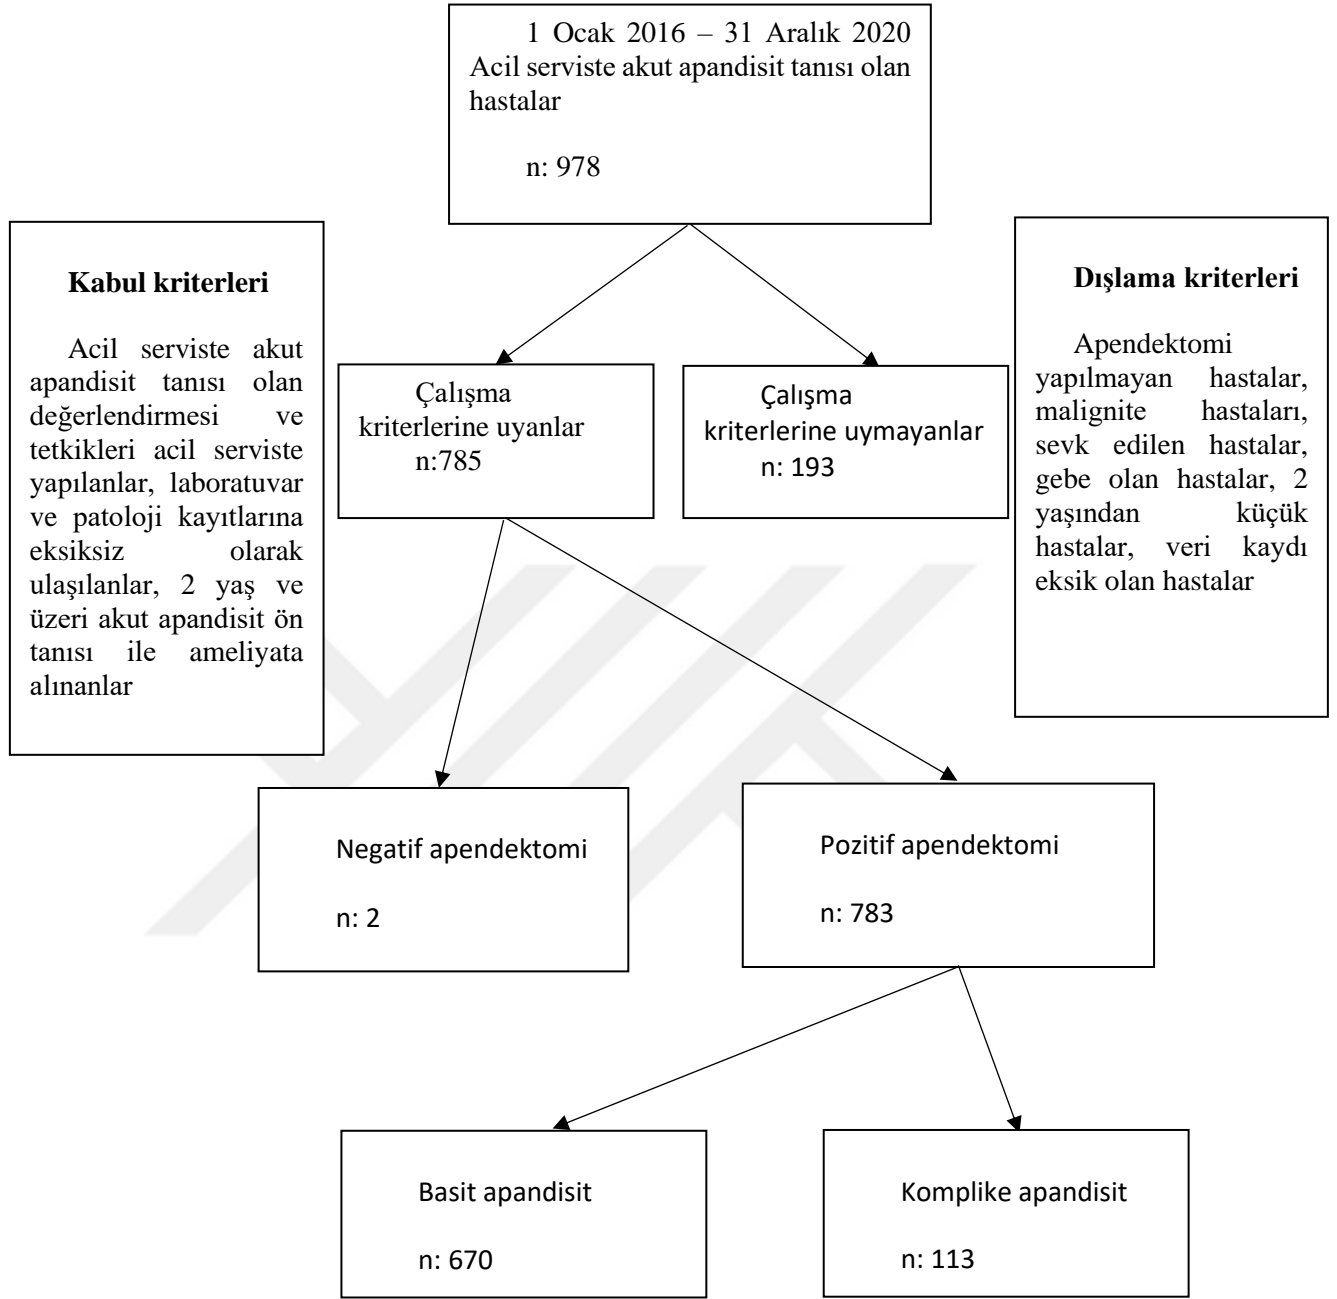 1 Ocak 2016 – 31 Aralık 2020
Acil serviste akut apandisit tanısı olan
hastalar
n: 978
Kabul kriterleri
Acil serviste akut
apandisit tanısı olan
değerlendirmesi ve
tetkikleri acil serviste
yapılanlar, laboratuvar
ve patoloji kayıtlarına
eksiksiz olarak
ulaşılanlar, 2 yaş ve
üzeri akut apandisit ön
tanısı ile ameliyata
alınanlar
Dışlama kriterleri
Apendektomi
yapılmayan hastalar,
malignite hastaları,
sevk edilen hastalar,
gebe olan hastalar, 2
yaşından küçük
hastalar, veri kaydı
eksik olan hastalar
Çalışma
kriterlerine uyanlar
n:785
Çalışma
kriterlerine uymayanlar
n: 193
Negatif apendektomi
n: 2
Pozitif apendektomi
n: 783
Basit apandisit
n: 670
Komplike apandisit
n: 113